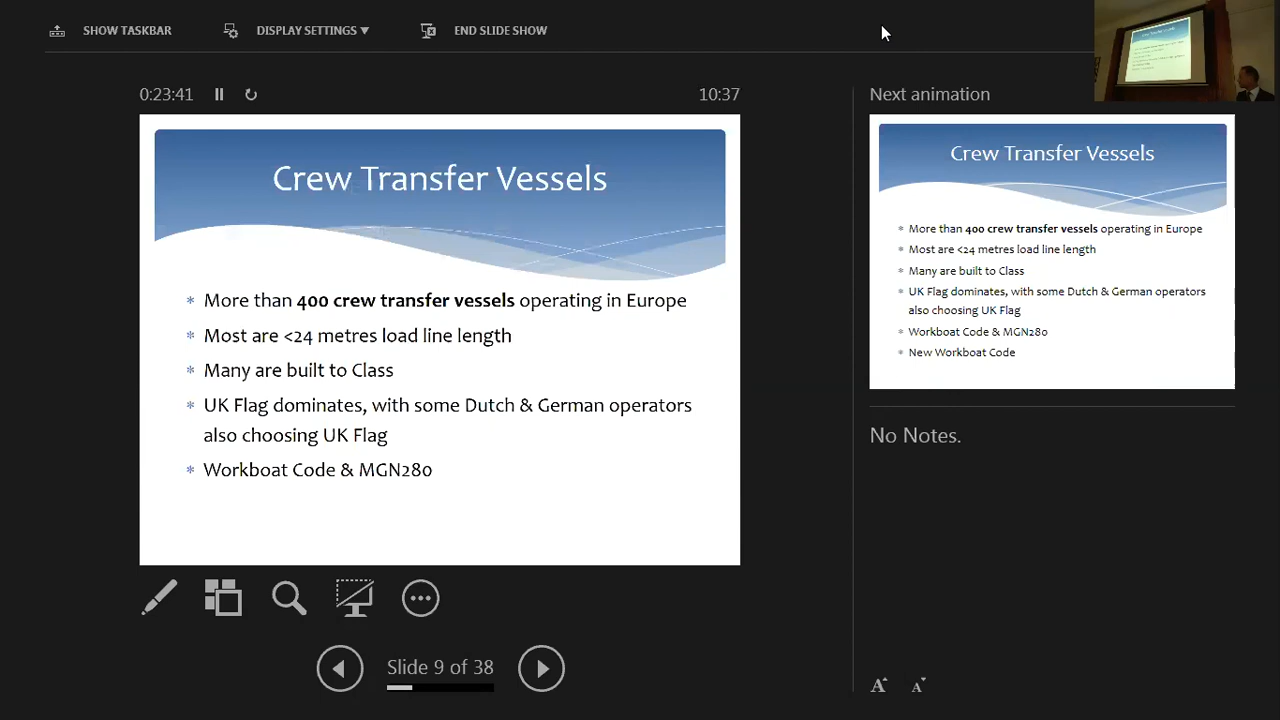 SHOW TASKBAR
DISPLAY SETTINGS
END SLIDE SHOW
0:23:41
10:37
Next animation
Crew Transfer Vessels
* More than 400 crew transfer vessels operating in Europe
* Most are <24 metres load line length
* Many are built to Class
* UK Flag dominates, with some Dutch & German operators
also choosing UK Flag
* Workboat Code & MGN280
Crew Transfer Vessels
* More than 400 crew transfer vessels operating in Europe
* Most are <24 metres load line length
* Many are built to Class
* UK Flag dominates, with some Dutch & German operators
also choosing UK Flag
* Workboat Code & MGN280
* New Workboat Code
No Notes.
Slide 9 of 38
A A